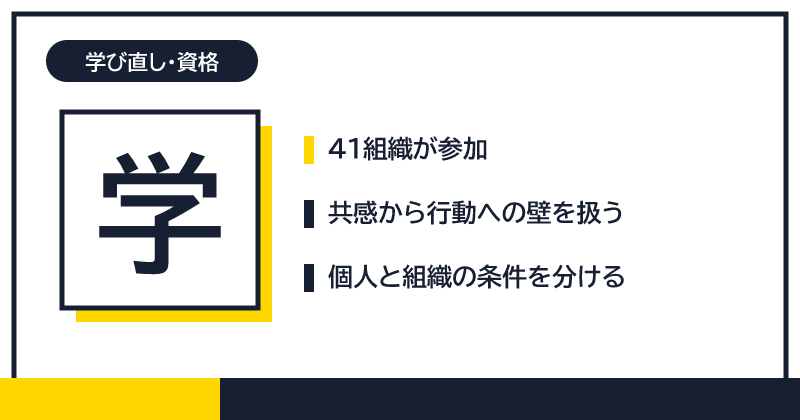 学び直し・資格
学
41組織が参加
共感から行動への壁を扱う
個人と組織の条件を分ける